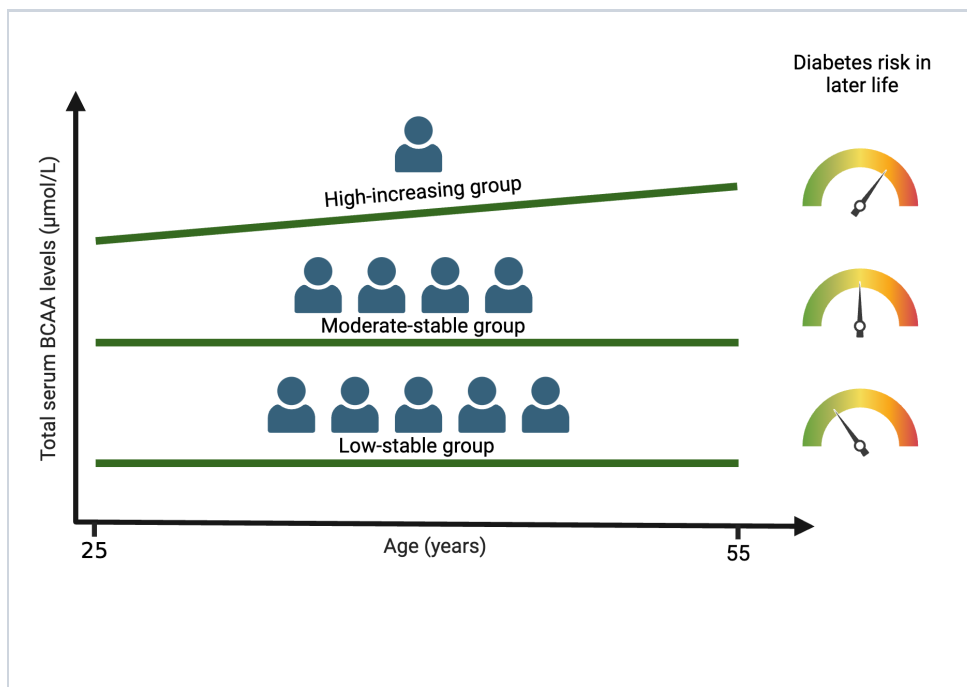 Diabetes risk in
later life
Total serum BCAA levels (µmol/L)
High-increasing group
Moderate-stable group
Low-stable group
25
Age (years)
55